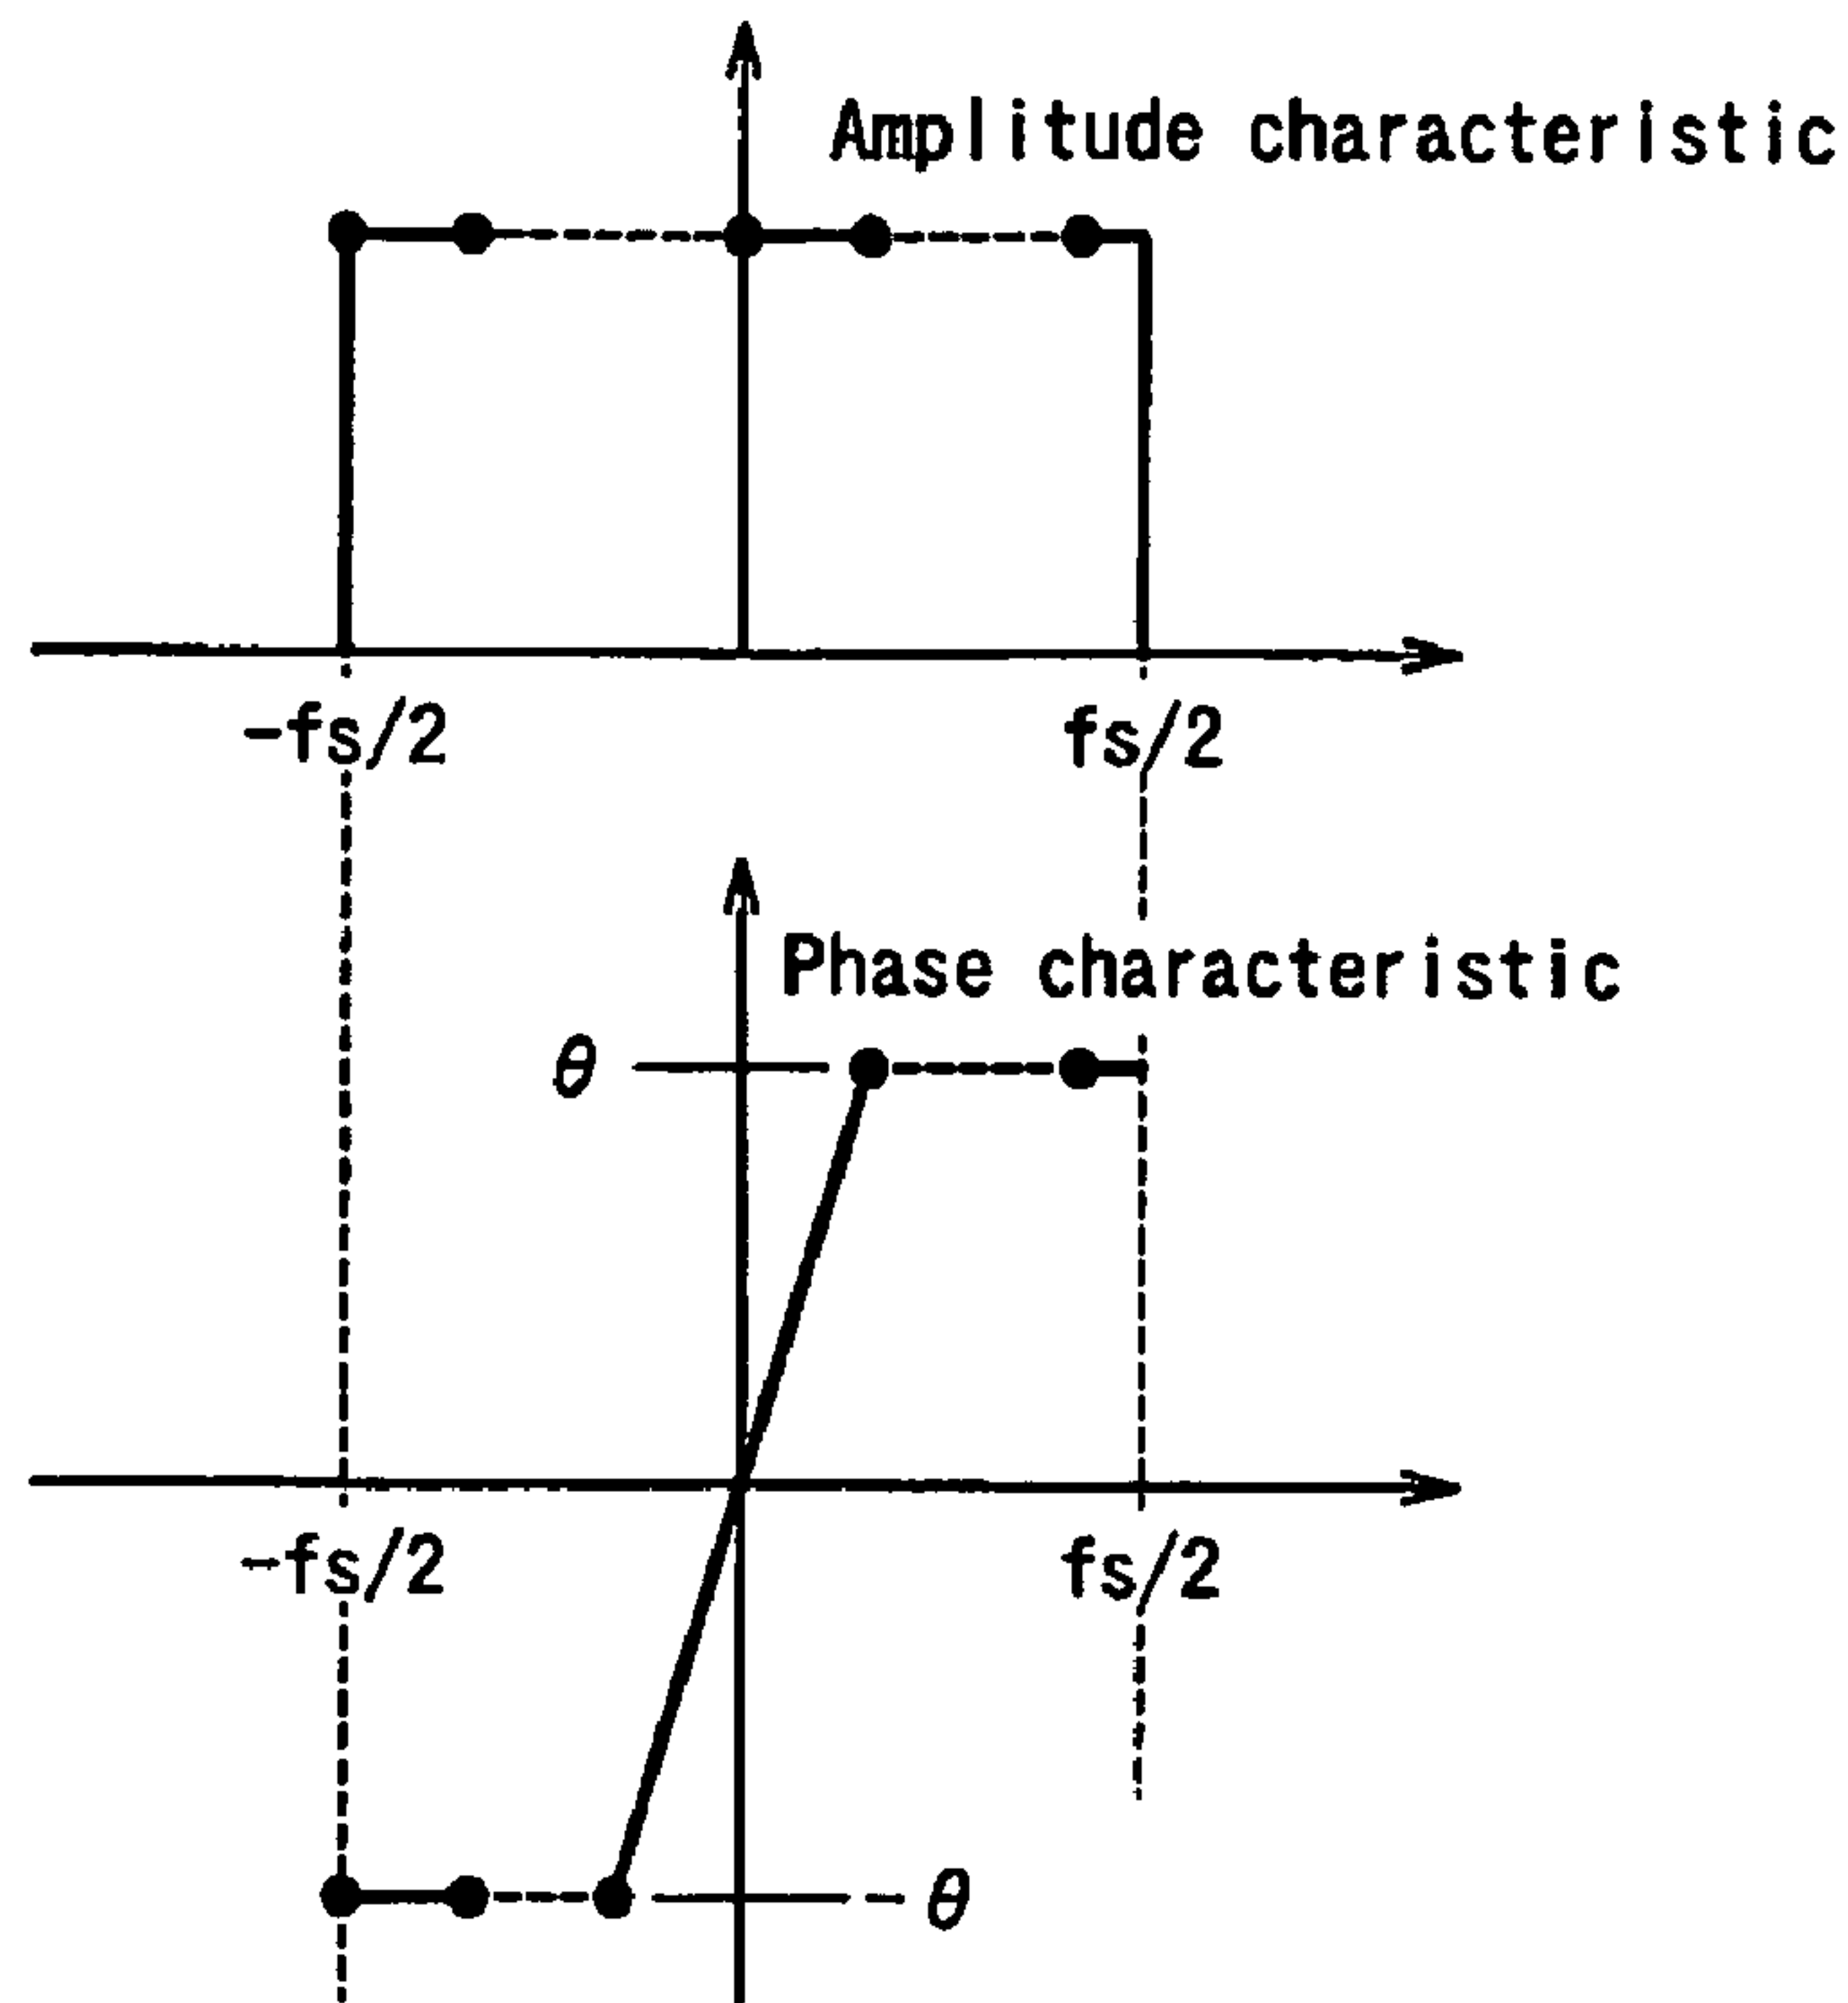 Amplitude characteristic
-fs/2 fs/2
Phase characteristic
θ
-fs/2 fs/2
-θ